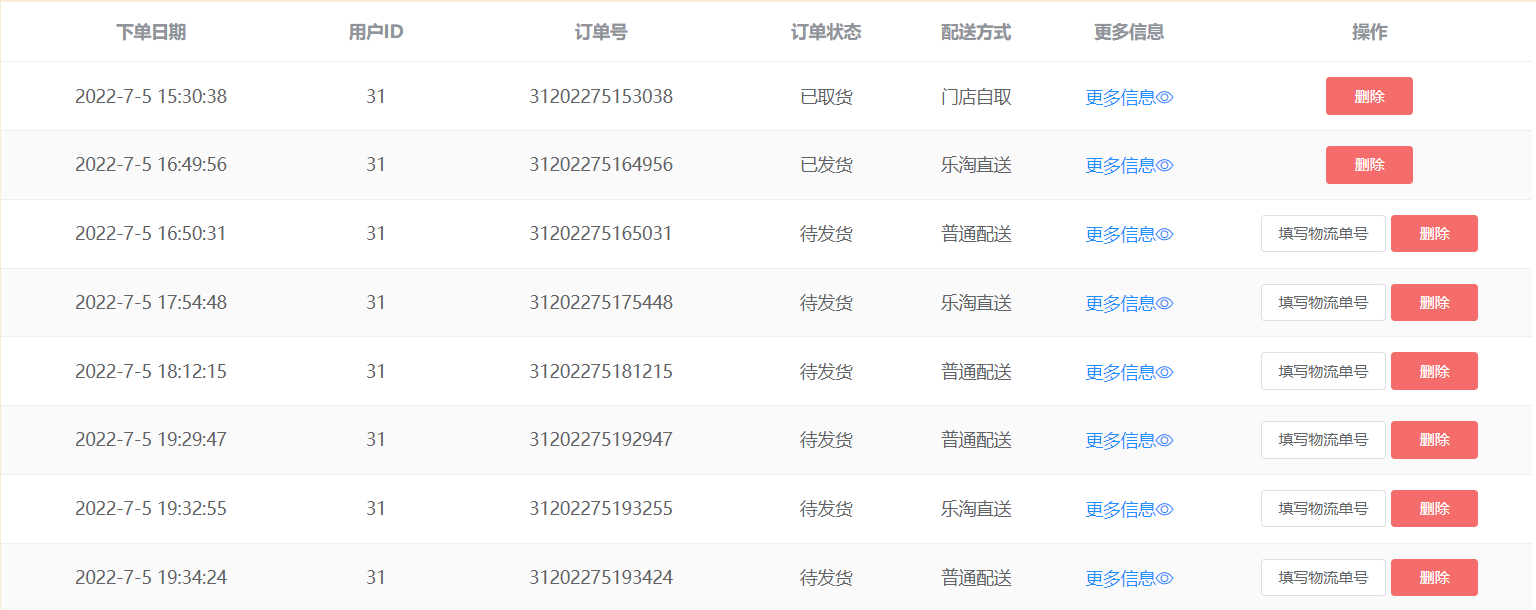 下单日期 用户ID 订单号 订单状态 配送方式 更多信息 操作
2022-7-5 15:30:38 31 31202275153038 已取货 门店自取 更多信息 删除
2022-7-5 16:49:56 31 31202275164956 已发货 乐淘直送 更多信息 删除
2022-7-5 16:50:31 31 31202275165031 待发货 普通配送 更多信息 填写物流单号 删除
2022-7-5 17:54:48 31 31202275175448 待发货 乐淘直送 更多信息 填写物流单号 删除
2022-7-5 18:12:15 31 31202275181215 待发货 普通配送 更多信息 填写物流单号 删除
2022-7-5 19:29:47 31 31202275192947 待发货 普通配送 更多信息 填写物流单号 删除
2022-7-5 19:32:55 31 31202275193255 待发货 乐淘直送 更多信息 填写物流单号 删除
2022-7-5 19:34:24 31 31202275193424 待发货 普通配送 更多信息 填写物流单号 删除